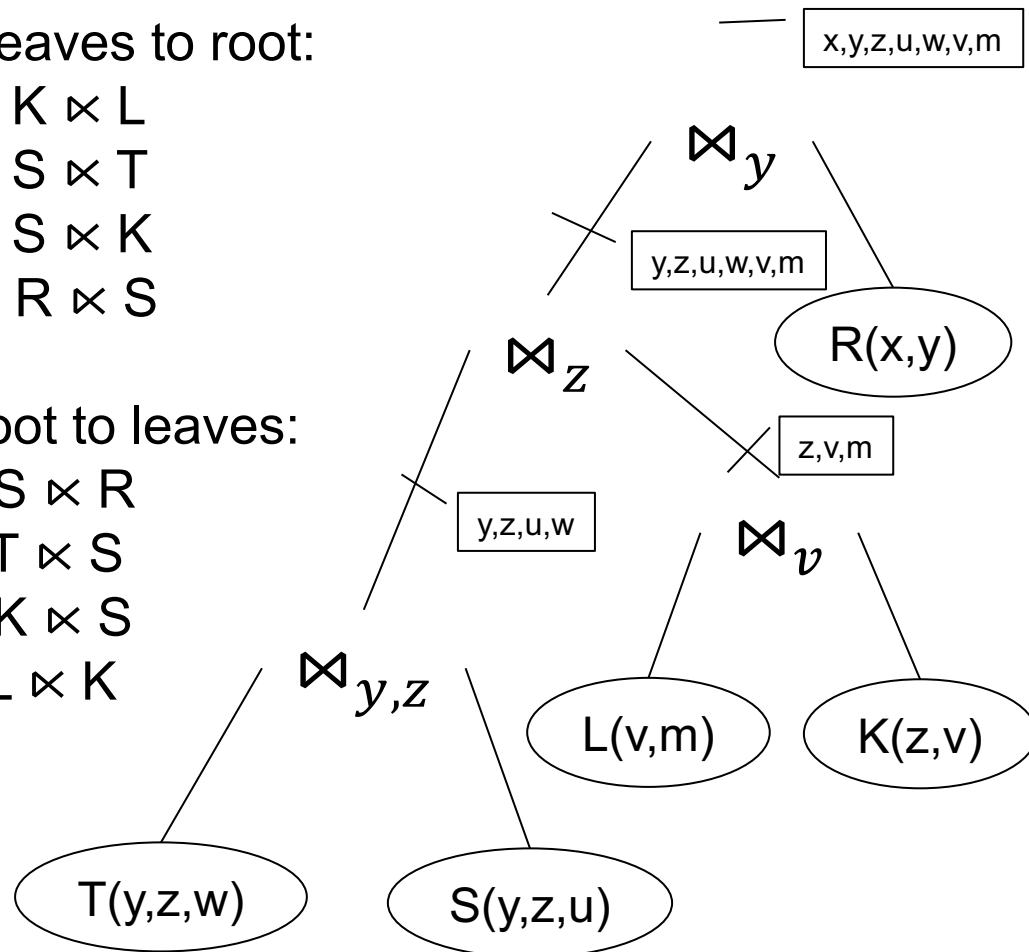 eaves to root:
K ⋉ L
S ⋉ T
S ⋉ K
R ⋉ S
oot to leaves:
S ⋉ R
T ⋉ S
K ⋉ S
L ⋉ K
x,y,z,u,w,v,m
⋈y
y,z,u,w,v,m
R(x,y)
⋈z
z,v,m
y,z,u,w
⋈v
⋈y,z
L(v,m)
K(z,v)
T(y,z,w)
S(y,z,u)